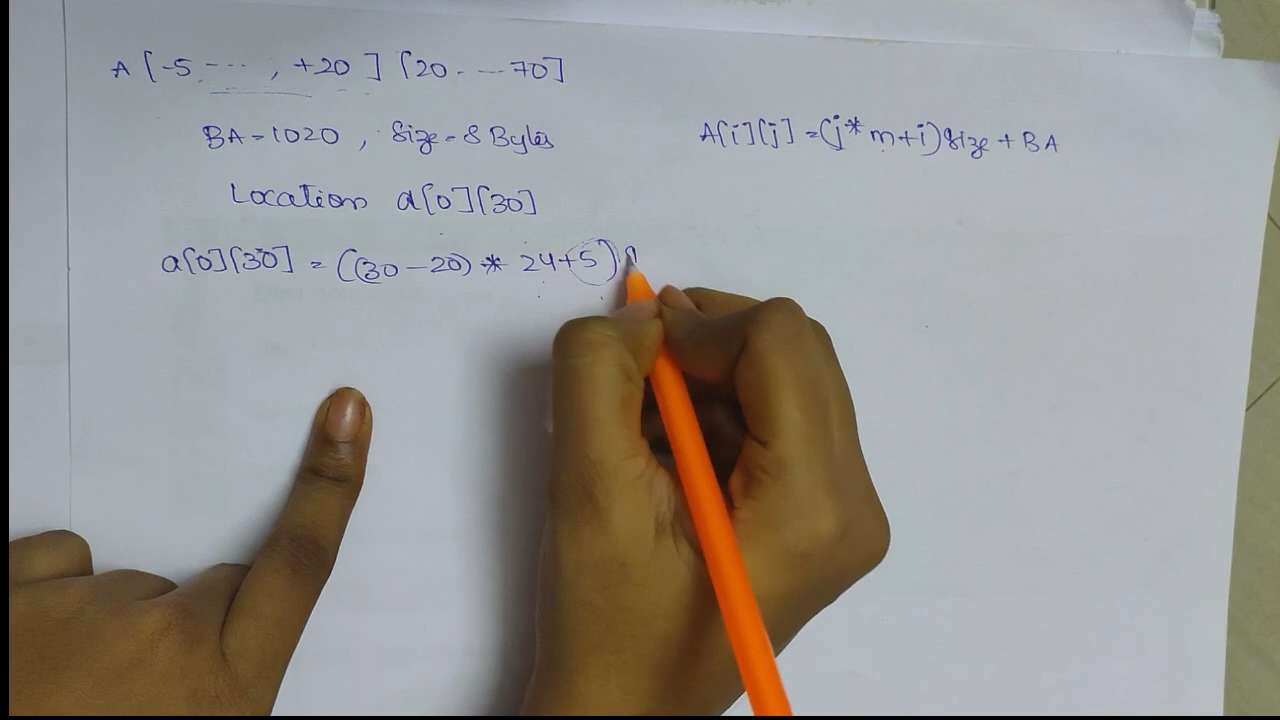 A[-5 --- , +20 ] [20 - --70]
BA=1020 , Size=8 Bytes
A[i][j] = (j* m+i)Size + BA
Location a[0][30]
a[0][30] = ((30-20) * 24+5)